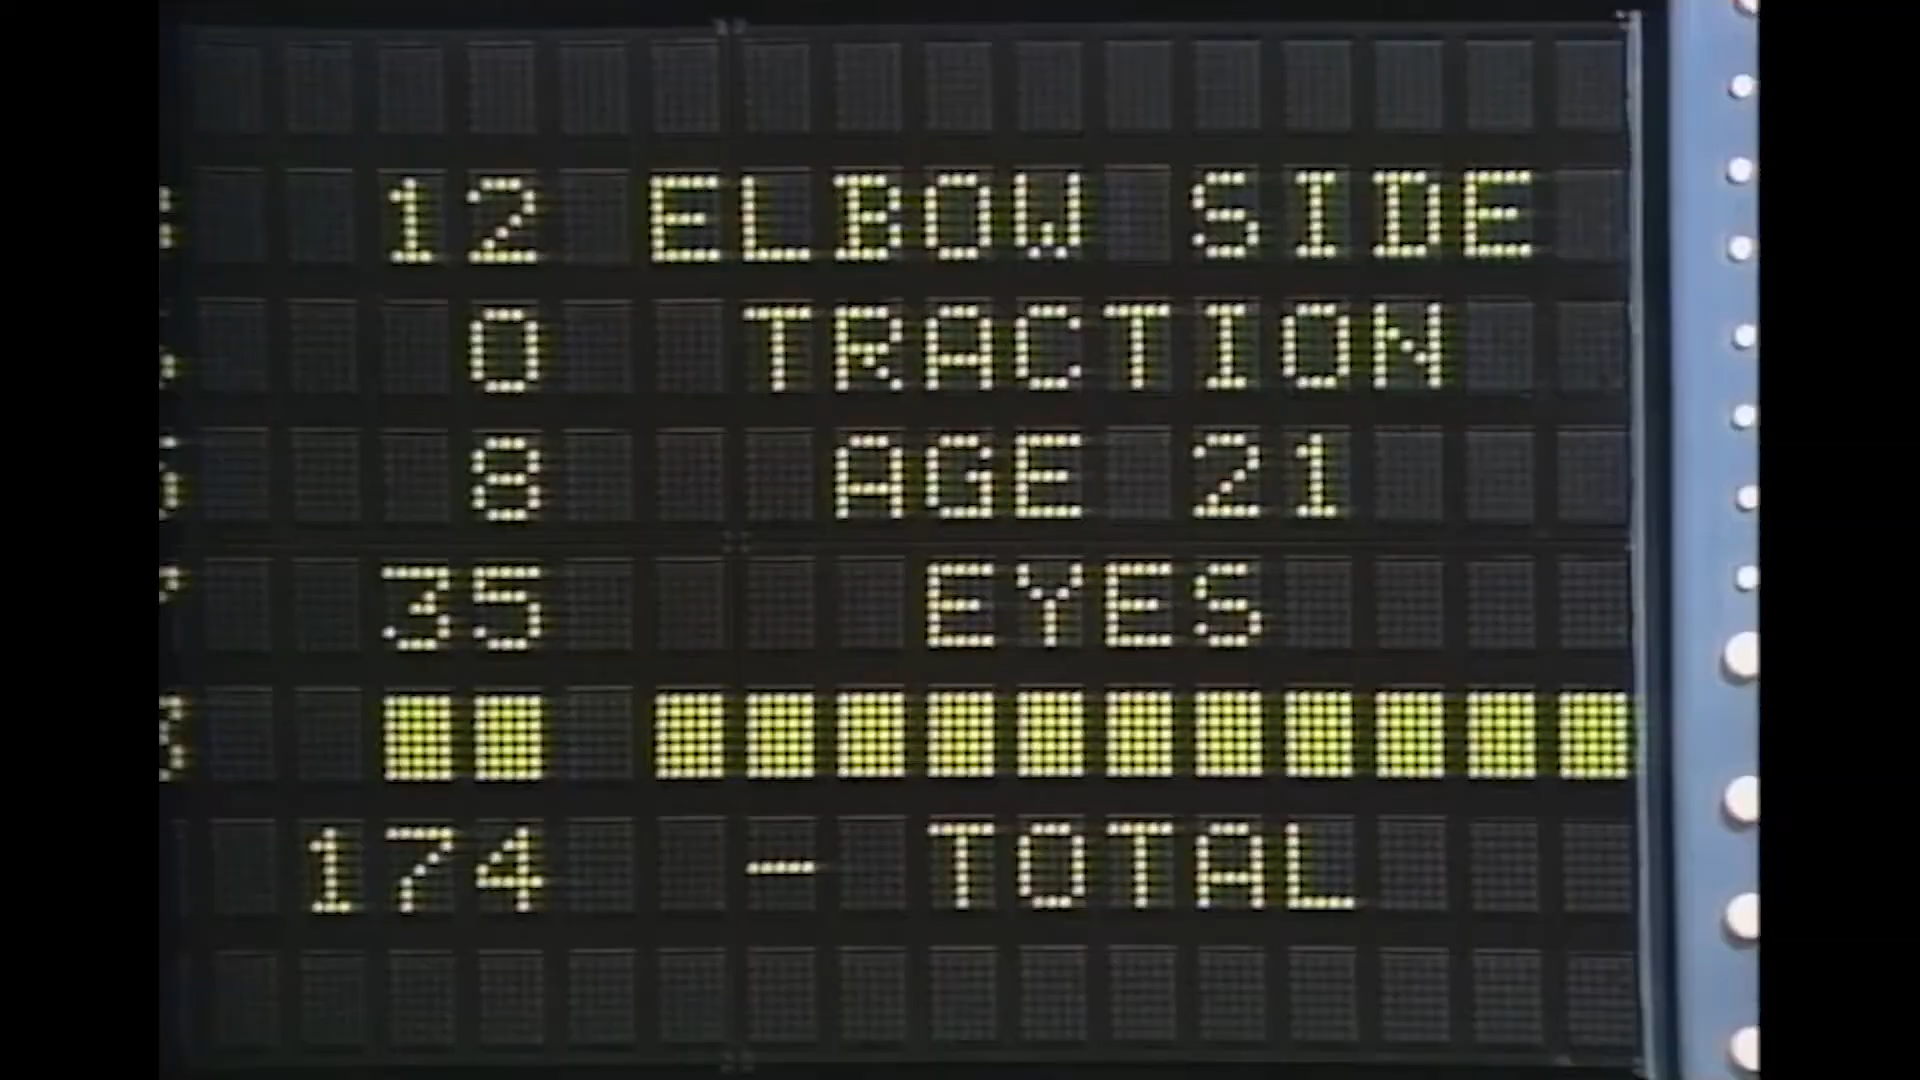 12 ELBOW SIDE
0 TRACTION
8 AGE 21
35 EYES
174 - TOTAL